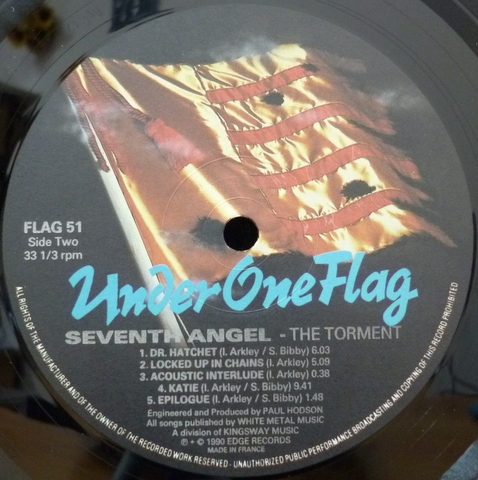 FLAG 51
Side Two
33 1/3 rpm
Under One Flag
SEVENTH ANGEL - THE TORMENT
1. DR. HATCHET (I. Arkley / S. Bibby) 6.03
2. LOCKED UP IN CHAINS (I. Arkley / S. Bibby) 5.09
3. ACOUSTIC INTERLUDE (I. Arkley) 0.38
4. KATIE (I. Arkley / S. Bibby) 9.41
5. EPILOGUE (I. Arkley / S. Bibby) 1.48
Engineered and Produced by PAUL HODSON
All songs published by WHITE METAL MUSIC
A division of KINGSWAY MUSIC
℗ + © 1990 EDGE RECORDS
MADE IN FRANCE
ALL RIGHTS OF THE MANUFACTURER AND OF THE OWNER OF THE RECORDED WORK RESERVED - UNAUTHORIZED PUBLIC PERFORMANCE BROADCASTING AND COPYING OF THIS RECORD PROHIBITED